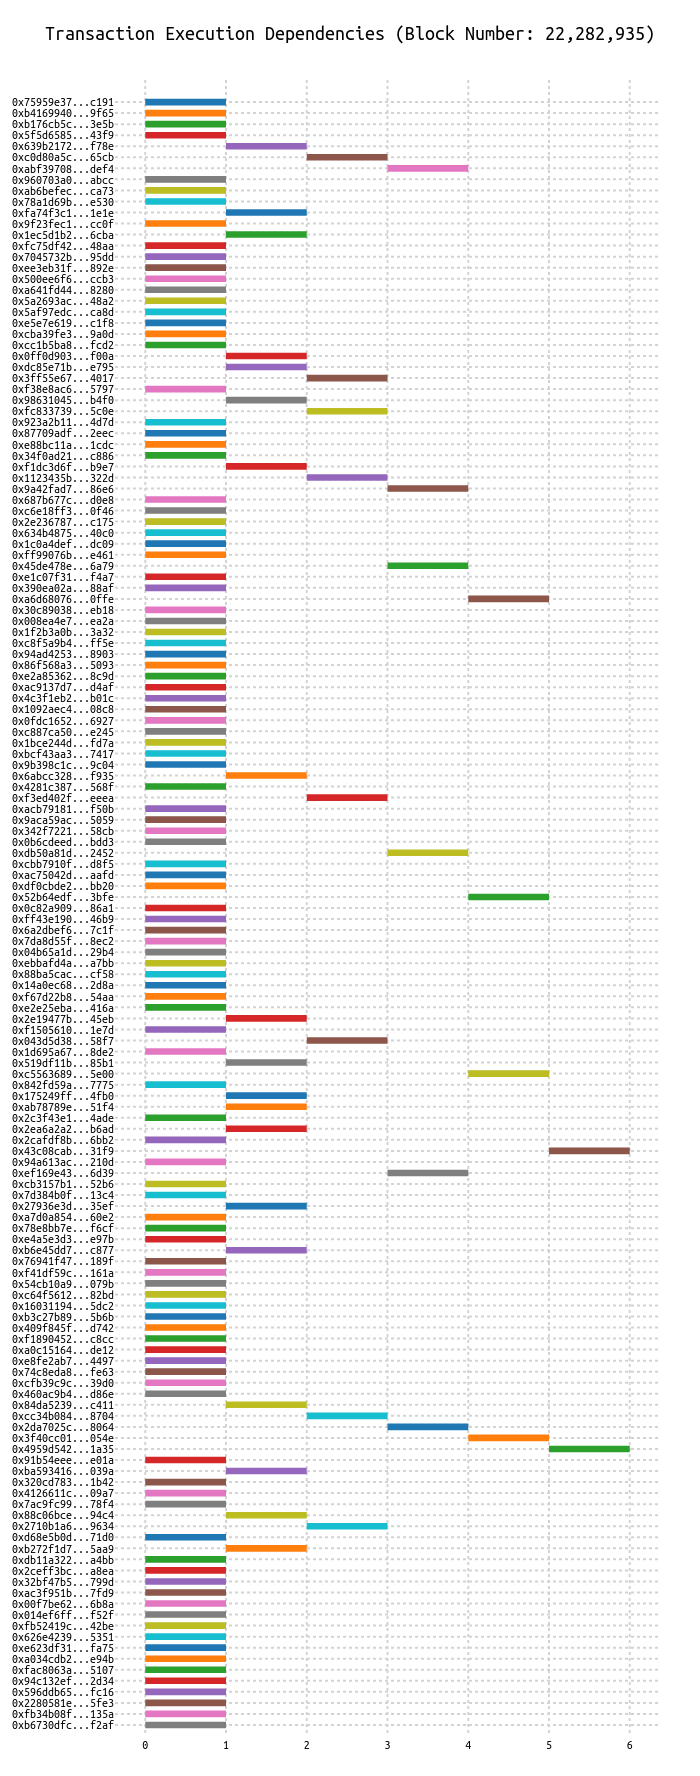 Transaction Execution Dependencies (Block Number: 22,282,935)
0x75959e37...c191
0xb4169940...9f65
0xb176cb5c...3e5b
0x5f5d6585...43f9
0x639b2172...f78e
0xc0d80a5c...65cb
0xabf39708...def4
0x960703a0...abcc
0xab6befec...ca73
0x78a1d69b...e530
0xfa74f3c1...1e1e
0x9f23fec1...cc0f
0x1ec5d1b2...6cba
0xfc75df42...48aa
0x7045732b...95dd
0xee3eb31f...892e
0x500ee6f6...ccb3
0xa641fd44...8280
0x5a2693ac...48a2
0x5af97edc...ca8d
0xe5e7e619...c1f8
0xcba39fe3...9a0d
0xcc1b5ba8...fcd2
0x0ff0d903...f00a
0xdc85e71b...e795
0x3ff55e67...4017
0xf38e8ac6...5797
0x98631045...b4f0
0xfc833739...5c0e
0x923a2b11...4d7d
0x87709adf...2eec
0xe88bc11a...1cdc
0x34f0ad21...c886
0xf1dc3d6f...b9e7
0x1123435b...322d
0x9a42fad7...86e6
0x687b677c...d0e8
0xc6e18ff3...0f46
0x2e236787...c175
0x634b4875...40c0
0x1c0a4def...dc09
0xff99076b...e461
0x45de478e...6a79
0xe1c07f31...f4a7
0x390ea02a...88af
0xa6d68076...0ffe
0x30c89038...eb18
0x008ea4e7...ea2a
0x1f2b3a0b...3a32
0xc8f5a9b4...ff5e
0x94ad4253...8903
0x86f568a3...5093
0xe2a85362...8c9d
0xac9137d7...d4af
0x4c3f1eb2...b01c
0x1092aec4...08c8
0x0fdc1652...6927
0xc887ca50...e245
0x1bce244d...fd7a
0xbcf43aa3...7417
0x9b398c1c...9c04
0x6abcc328...f935
0x4281c387...568f
0xf3ed402f...eeea
0xacb79181...f50b
0x9aca59ac...5059
0x342f7221...58cb
0x0b6cdeed...bdd3
0xdb50a81d...2452
0xcbb7910f...d8f5
0xac75042d...aafd
0xdf0cbde2...bb20
0x52b64edf...3bfe
0x0c82a909...86a1
0xff43e190...46b9
0x6a2dbef6...7c1f
0x7da8d55f...8ec2
0x04b65a1d...29b4
0xebbafd4a...a7bb
0x88ba5cac...cf58
0x14a0ec68...2d8a
0xf67d22b8...54aa
0xe2e25eba...416a
0x2e19477b...45eb
0xf1505610...1e7d
0x043d5d38...58f7
0x1d695a67...8de2
0x519df11b...85b1
0xc5563689...5e00
0x842fd59a...7775
0x175249ff...4fb0
0xab78789e...51f4
0x2c3f43e1...4ade
0x2ea6a2a2...b6ad
0x2cafdf8b...6bb2
0x43c08cab...31f9
0x94a613ac...210d
0xef169e43...6d39
0xcb3157b1...52b6
0x7d384b0f...13c4
0x27936e3d...35ef
0xa7d0a854...60e2
0x78e8bb7e...f6cf
0xe4a5e3d3...e97b
0xb6e45dd7...c877
0x76941f47...189f
0xf41df59c...161a
0x54cb10a9...079b
0xc64f5612...82bd
0x16031194...5dc2
0xb3c27b89...5b6b
0x409f845f...d742
0xf1890452...c8cc
0xa0c15164...de12
0xe8fe2ab7...4497
0x74c8eda8...fe63
0xcfb39c9c...39d0
0x460ac9b4...d86e
0x84da5239...c411
0xcc34b084...8704
0x2da7025c...8064
0x3f40cc01...054e
0x4959d542...1a35
0x91b54eee...e01a
0xba593416...039a
0x320cd783...1b42
0x4126611c...09a7
0x7ac9fc99...78f4
0x88c06bce...94c4
0x2710b1a6...9634
0xd68e5b0d...71d0
0xb272f1d7...5aa9
0xdb11a322...a4bb
0x2ceff3bc...a8ea
0x32bf47b5...799d
0xac3f951b...7fd9
0x00f7be62...6b8a
0x014ef6ff...f52f
0xfb52419c...42be
0x626e4239...5351
0xe623df31...fa75
0xa034cdb2...e94b
0xfac8063a...5107
0x94c132ef...2d34
0x596ddb65...fc16
0x2280581e...5fe3
0xfb34b08f...135a
0xb6730dfc...f2af
0 1 2 3 4 5 6